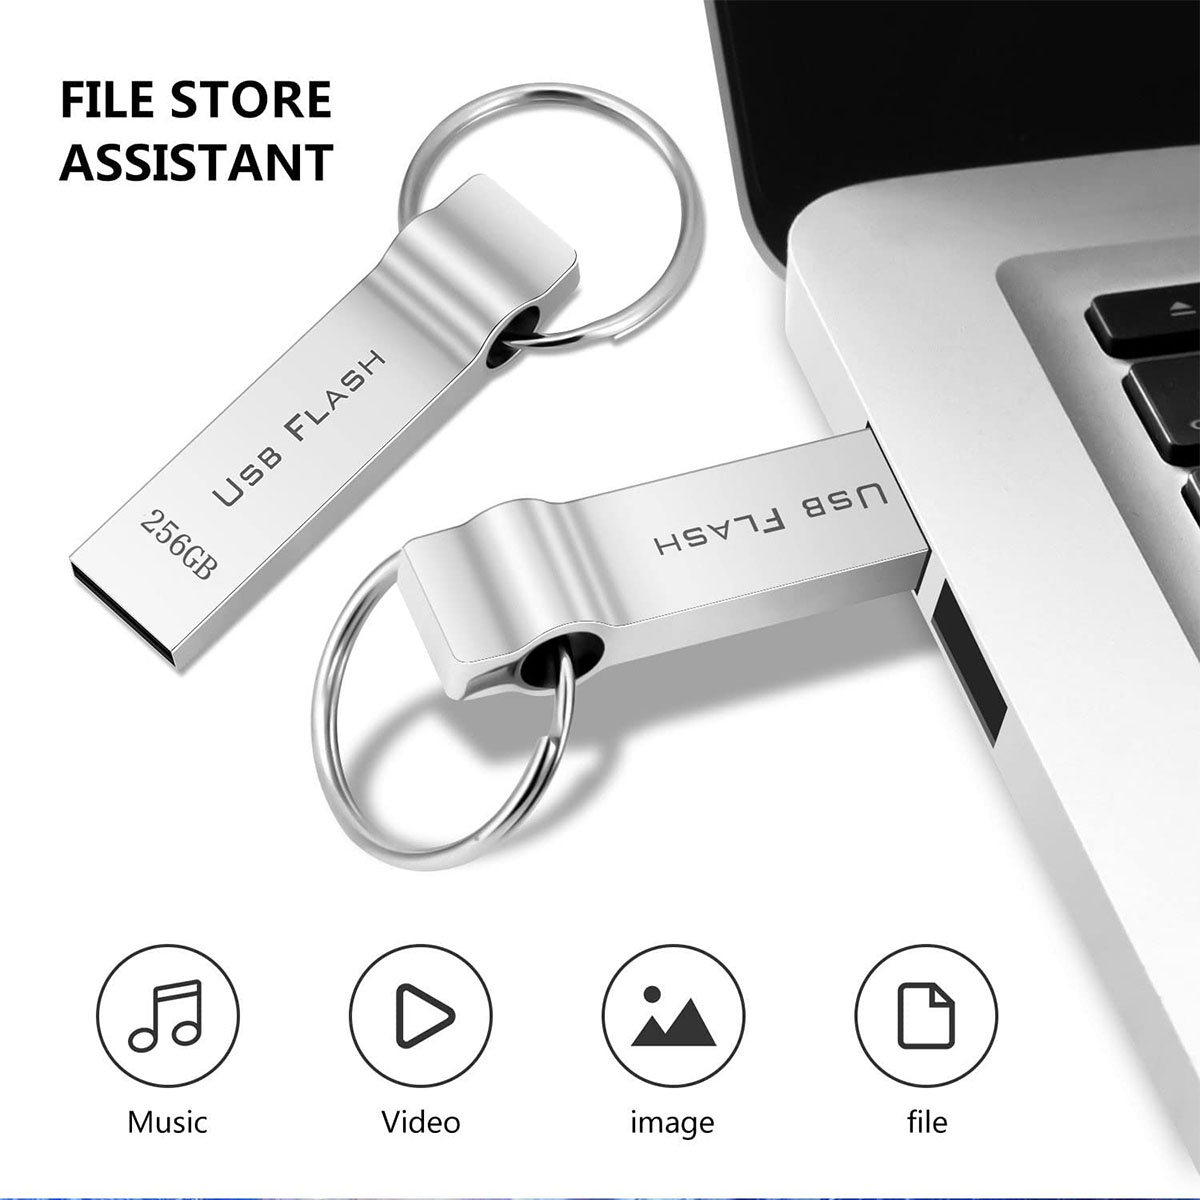 FILE STORE
ASSISTANT
USB FLASH
256GB
USB FLASH
Music
Video
image
file